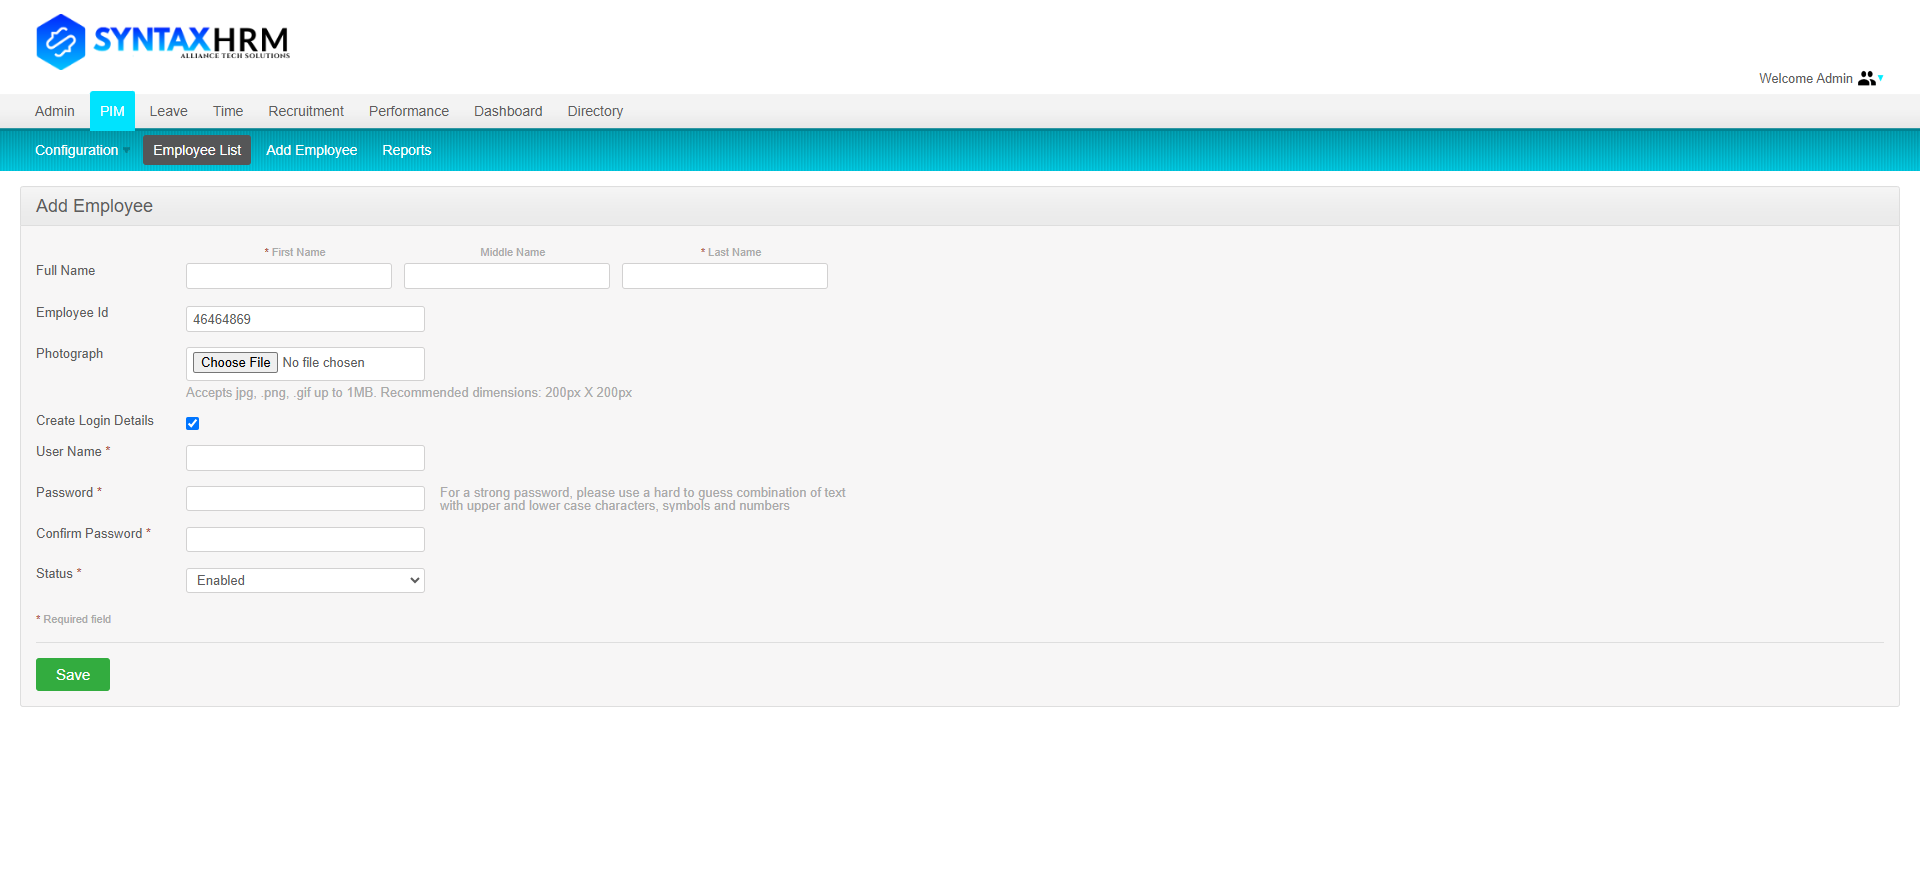 SYNTAXHRM
ALLIANCE TECH SOLUTIONS
Welcome Admin
Admin PIM Leave Time Recruitment Performance Dashboard Directory
Configuration Employee List Add Employee Reports
Add Employee
* First Name Middle Name * Last Name
Full Name
Employee Id 46464869
Photograph Choose File No file chosen
Accepts jpg, .png, .gif up to 1MB. Recommended dimensions: 200px X 200px
Create Login Details
User Name *
Password * For a strong password, please use a hard to guess combination of text
with upper and lower case characters, symbols and numbers
Confirm Password *
Status * Enabled
* Required field
Save